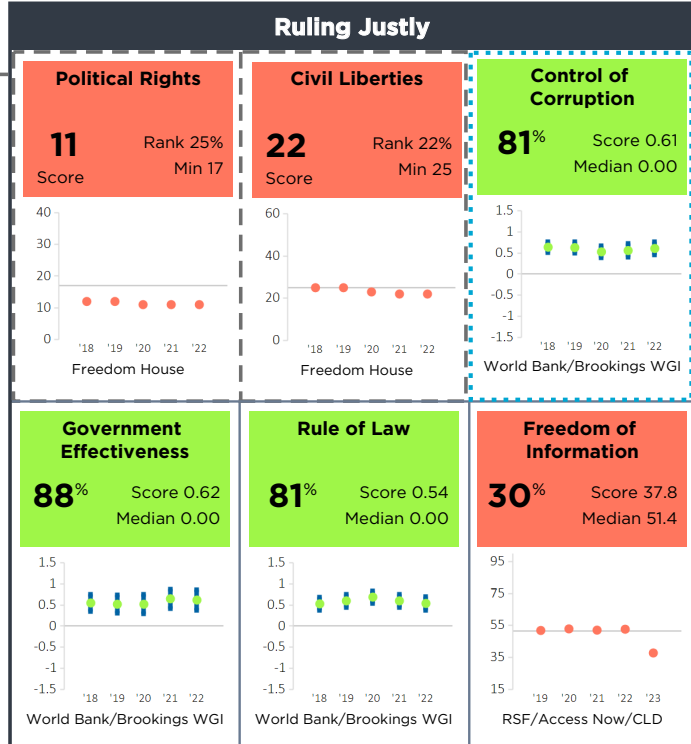 Ruling Justly
Political Rights
11
Score
Rank 25%
Min 17
40
30
20
10
0
'18 '19 '20 '21 '22
Freedom House
Civil Liberties
22
Score
Rank 22%
Min 25
60
40
20
0
'18 '19 '20 '21 '22
Freedom House
Control of
Corruption
81%
Score 0.61
Median 0.00
1.5
1
0.5
0
-0.5
-1
-1.5
'18 '19 '20 '21 '22
World Bank/Brookings WGI
Government
Effectiveness
88%
Score 0.62
Median 0.00
1.5
1
0.5
0
-0.5
-1
-1.5
'18 '19 '20 '21 '22
World Bank/Brookings WGI
Rule of Law
81%
Score 0.54
Median 0.00
1.5
1
0.5
0
-0.5
-1
-1.5
'18 '19 '20 '21 '22
World Bank/Brookings WGI
Freedom of
Information
30%
Score 37.8
Median 51.4
95
75
55
35
15
'19 '20 '21 '22 '23
RSF/Access Now/CLD